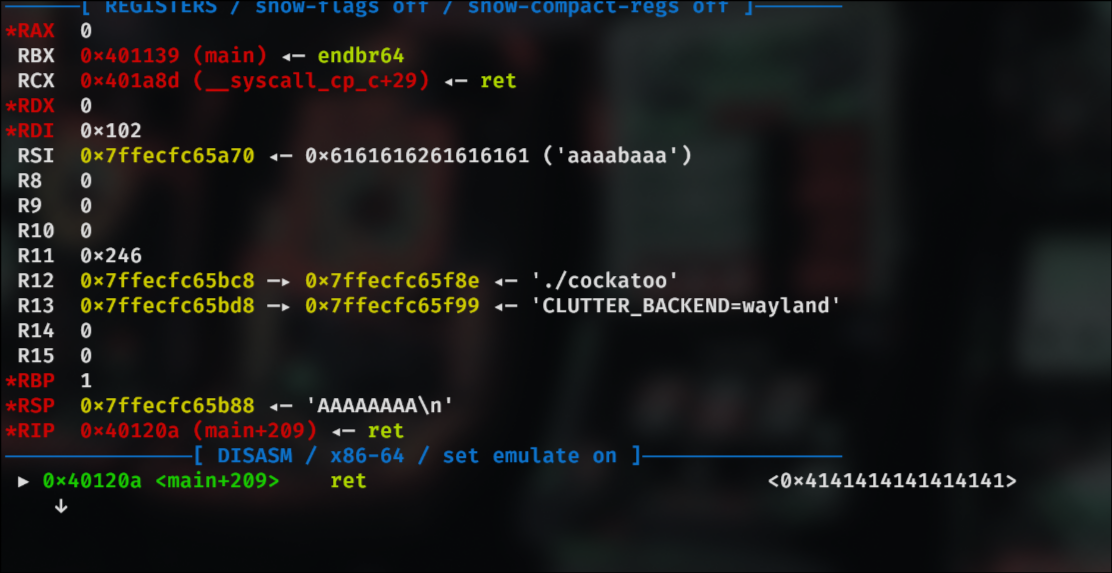 [ REGISTERS / show-flags off / show-compact-regs off ]
*RAX 0
RBX 0×401139 (main) ◂— endbr64
RCX 0×401a8d (__syscall_cp_c+29) ◂— ret
*RDX 0
*RDI 0×102
RSI 0×7ffecfc65a70 ◂— 0×6161616261616161 ('aaaabaaa')
R8 0
R9 0
R10 0
R11 0×246
R12 0×7ffecfc65bc8 —▸ 0×7ffecfc65f8e ◂— './cockatoo'
R13 0×7ffecfc65bd8 —▸ 0×7ffecfc65f99 ◂— 'CLUTTER_BACKEND=wayland'
R14 0
R15 0
*RBP 1
*RSP 0×7ffecfc65b88 ◂— 'AAAAAAAA\n'
*RIP 0×40120a (main+209) ◂— ret
[ DISASM / x86-64 / set emulate on ]
► 0×40120a <main+209> ret <0×4141414141414141>
↓